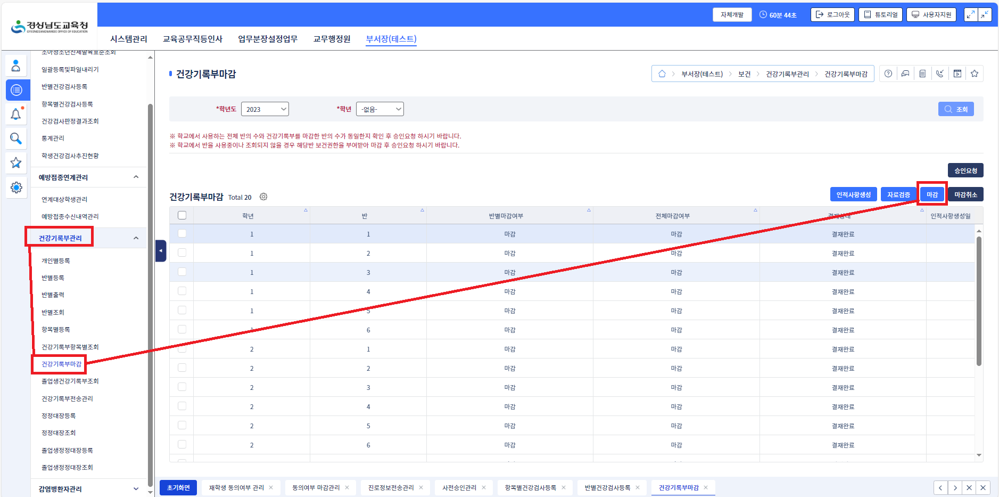 경상남도교육청
GYEONGSANGNAMDO OFFICE OF EDUCATION
자체개발
60분 44초
로그아웃
튜토리얼
사용자지원
시스템관리
교육공무직등인사
업무분장설정업무
교무행정원
부서장(테스트)
소아청소년신체발육표준조회
일괄등록및파일내리기
반별건강검사등록
항목별건강검사등록
건강검사판정결과조회
통계관리
학생건강검사추진현황
예방접종연계관리
연계대상학생관리
예방접종수신내역관리
건강기록부관리
개인별등록
반별등록
반별출력
반별조회
항목별등록
건강기록부항목별조회
건강기록부마감
졸업생건강기록부조회
건강기록부전송관리
정정대장등록
정정대장조회
졸업생정정대장등록
졸업생정정대장조회
감염병환자관리
건강기록부마감
부서장(테스트) > 보건 > 건강기록부관리 > 건강기록부마감
*학년도 2023 *학년 -없음- 조회
※ 학교에서 사용하는 전체 반의 수와 건강기록부를 마감한 반의 수가 동일한지 확인 후 승인요청 하시기 바랍니다.
※ 학교에서 반을 사용중이나 조회되지 않을 경우 해당반 보건권한을 부여받아 마감 후 승인요청 하시기 바랍니다.
승인요청
건강기록부마감 Total 20 인적사항생성 자료검증 마감 마감취소
학년 반 반별마감여부 전체마감여부 결재상태 인적사항생성일
1 1 마감 마감 결재완료
1 2 마감 마감 결재완료
1 3 마감 마감 결재완료
1 4 마감 마감 결재완료
1 5 마감 마감 결재완료
1 6 마감 마감 결재완료
2 1 마감 마감 결재완료
2 2 마감 마감 결재완료
2 3 마감 마감 결재완료
2 4 마감 마감 결재완료
2 5 마감 마감 결재완료
2 6 마감 마감 결재완료
초기화면 재학생 동의여부 관리 × 동의여부 마감관리 × 진로정보전송관리 × 사전승인관리 × 항목별건강검사등록 × 반별건강검사등록 × 건강기록부마감 ×